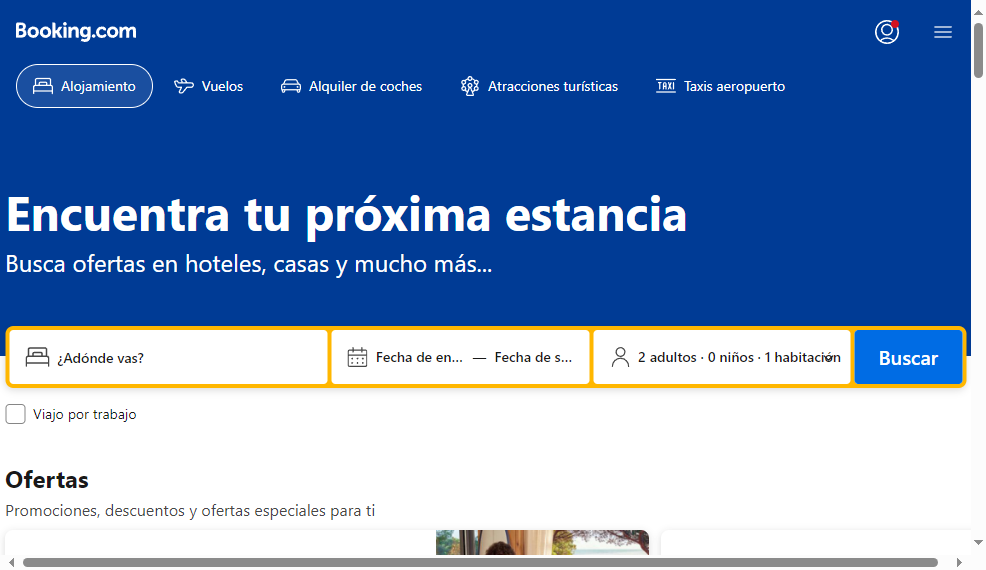 Booking.com
Alojamiento
Vuelos
Alquiler de coches
Atracciones turísticas
TAXI
Taxis aeropuerto
Encuentra tu próxima estancia
Busca ofertas en hoteles, casas y mucho más...
¿Adónde vas?
Fecha de en... — Fecha de s...
2 adultos · 0 niños · 1 habitación
Buscar
Viajo por trabajo
Ofertas
Promociones, descuentos y ofertas especiales para ti